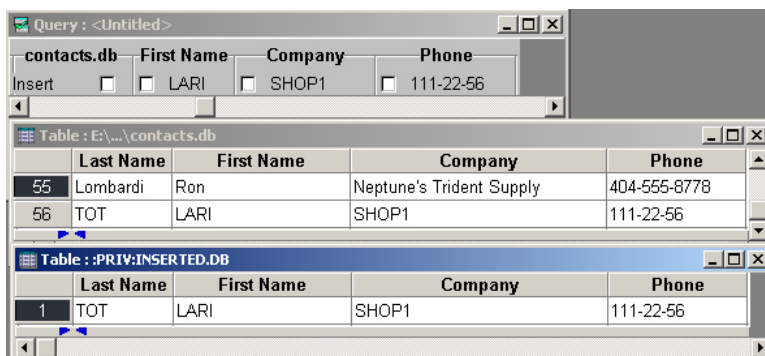 Query : <Untitled>
contacts.db First Name Company Phone
Insert LARI SHOP1 111-22-56
Table : E:\...\contacts.db
Last Name First Name Company Phone
55 Lombardi Ron Neptune's Trident Supply 404-555-8778
56 TOT LARI SHOP1 111-22-56
Table : :PRIV:INSERTED.DB
Last Name First Name Company Phone
1 TOT LARI SHOP1 111-22-56